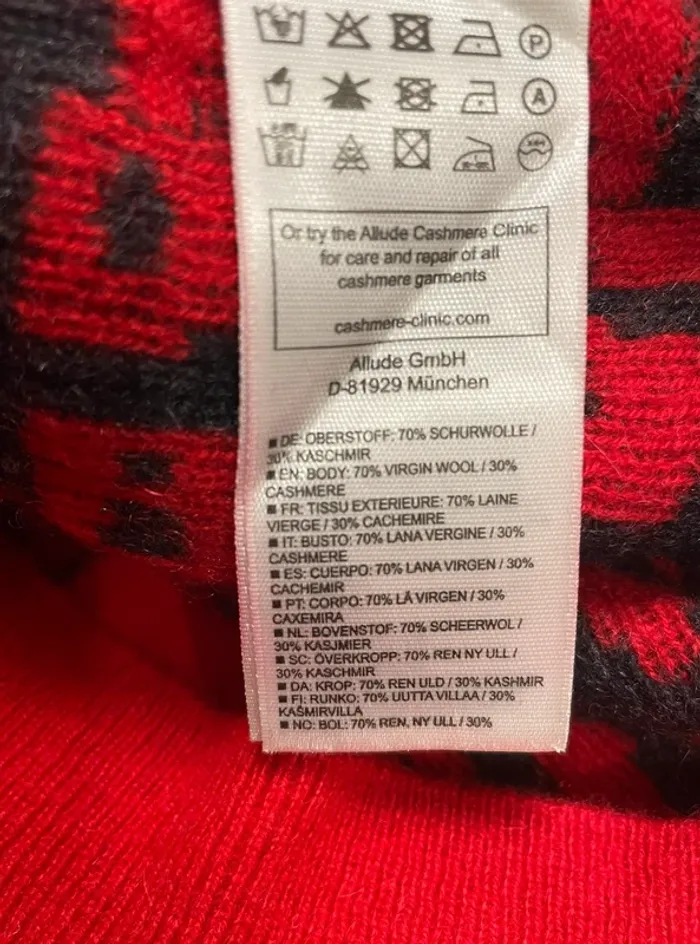 P
A
Or try the Allude Cashmere Clinic
for care and repair of all
cashmere garments
cashmere-clinic.com
Allude GmbH
D-81929 München
■ DE: OBERSTOFF: 70% SCHURWOLLE /
30% KASCHMIR
■ EN: BODY: 70% VIRGIN WOOL / 30%
CASHMERE
■ FR: TISSU EXTERIEURE: 70% LAINE
VIERGE / 30% CACHEMIRE
■ IT: BUSTO: 70% LANA VERGINE / 30%
CASHMERE
■ ES: CUERPO: 70% LANA VIRGEN / 30%
CACHEMIR
■ PT: CORPO: 70% LÃ VIRGEN / 30%
CAXEMIRA
■ NL: BOVENSTOF: 70% SCHEERWOL /
30% KASJMIER
■ SC: ÖVERKROPP: 70% REN NY ULL /
30% KASCHMIR
■ DA: KROP: 70% REN ULD / 30% KASHMIR
■ FI: RUNKO: 70% UUTTA VILLAA / 30%
KAŠMIRVILLA
■ NO: BOL: 70% REN, NY ULL / 30%